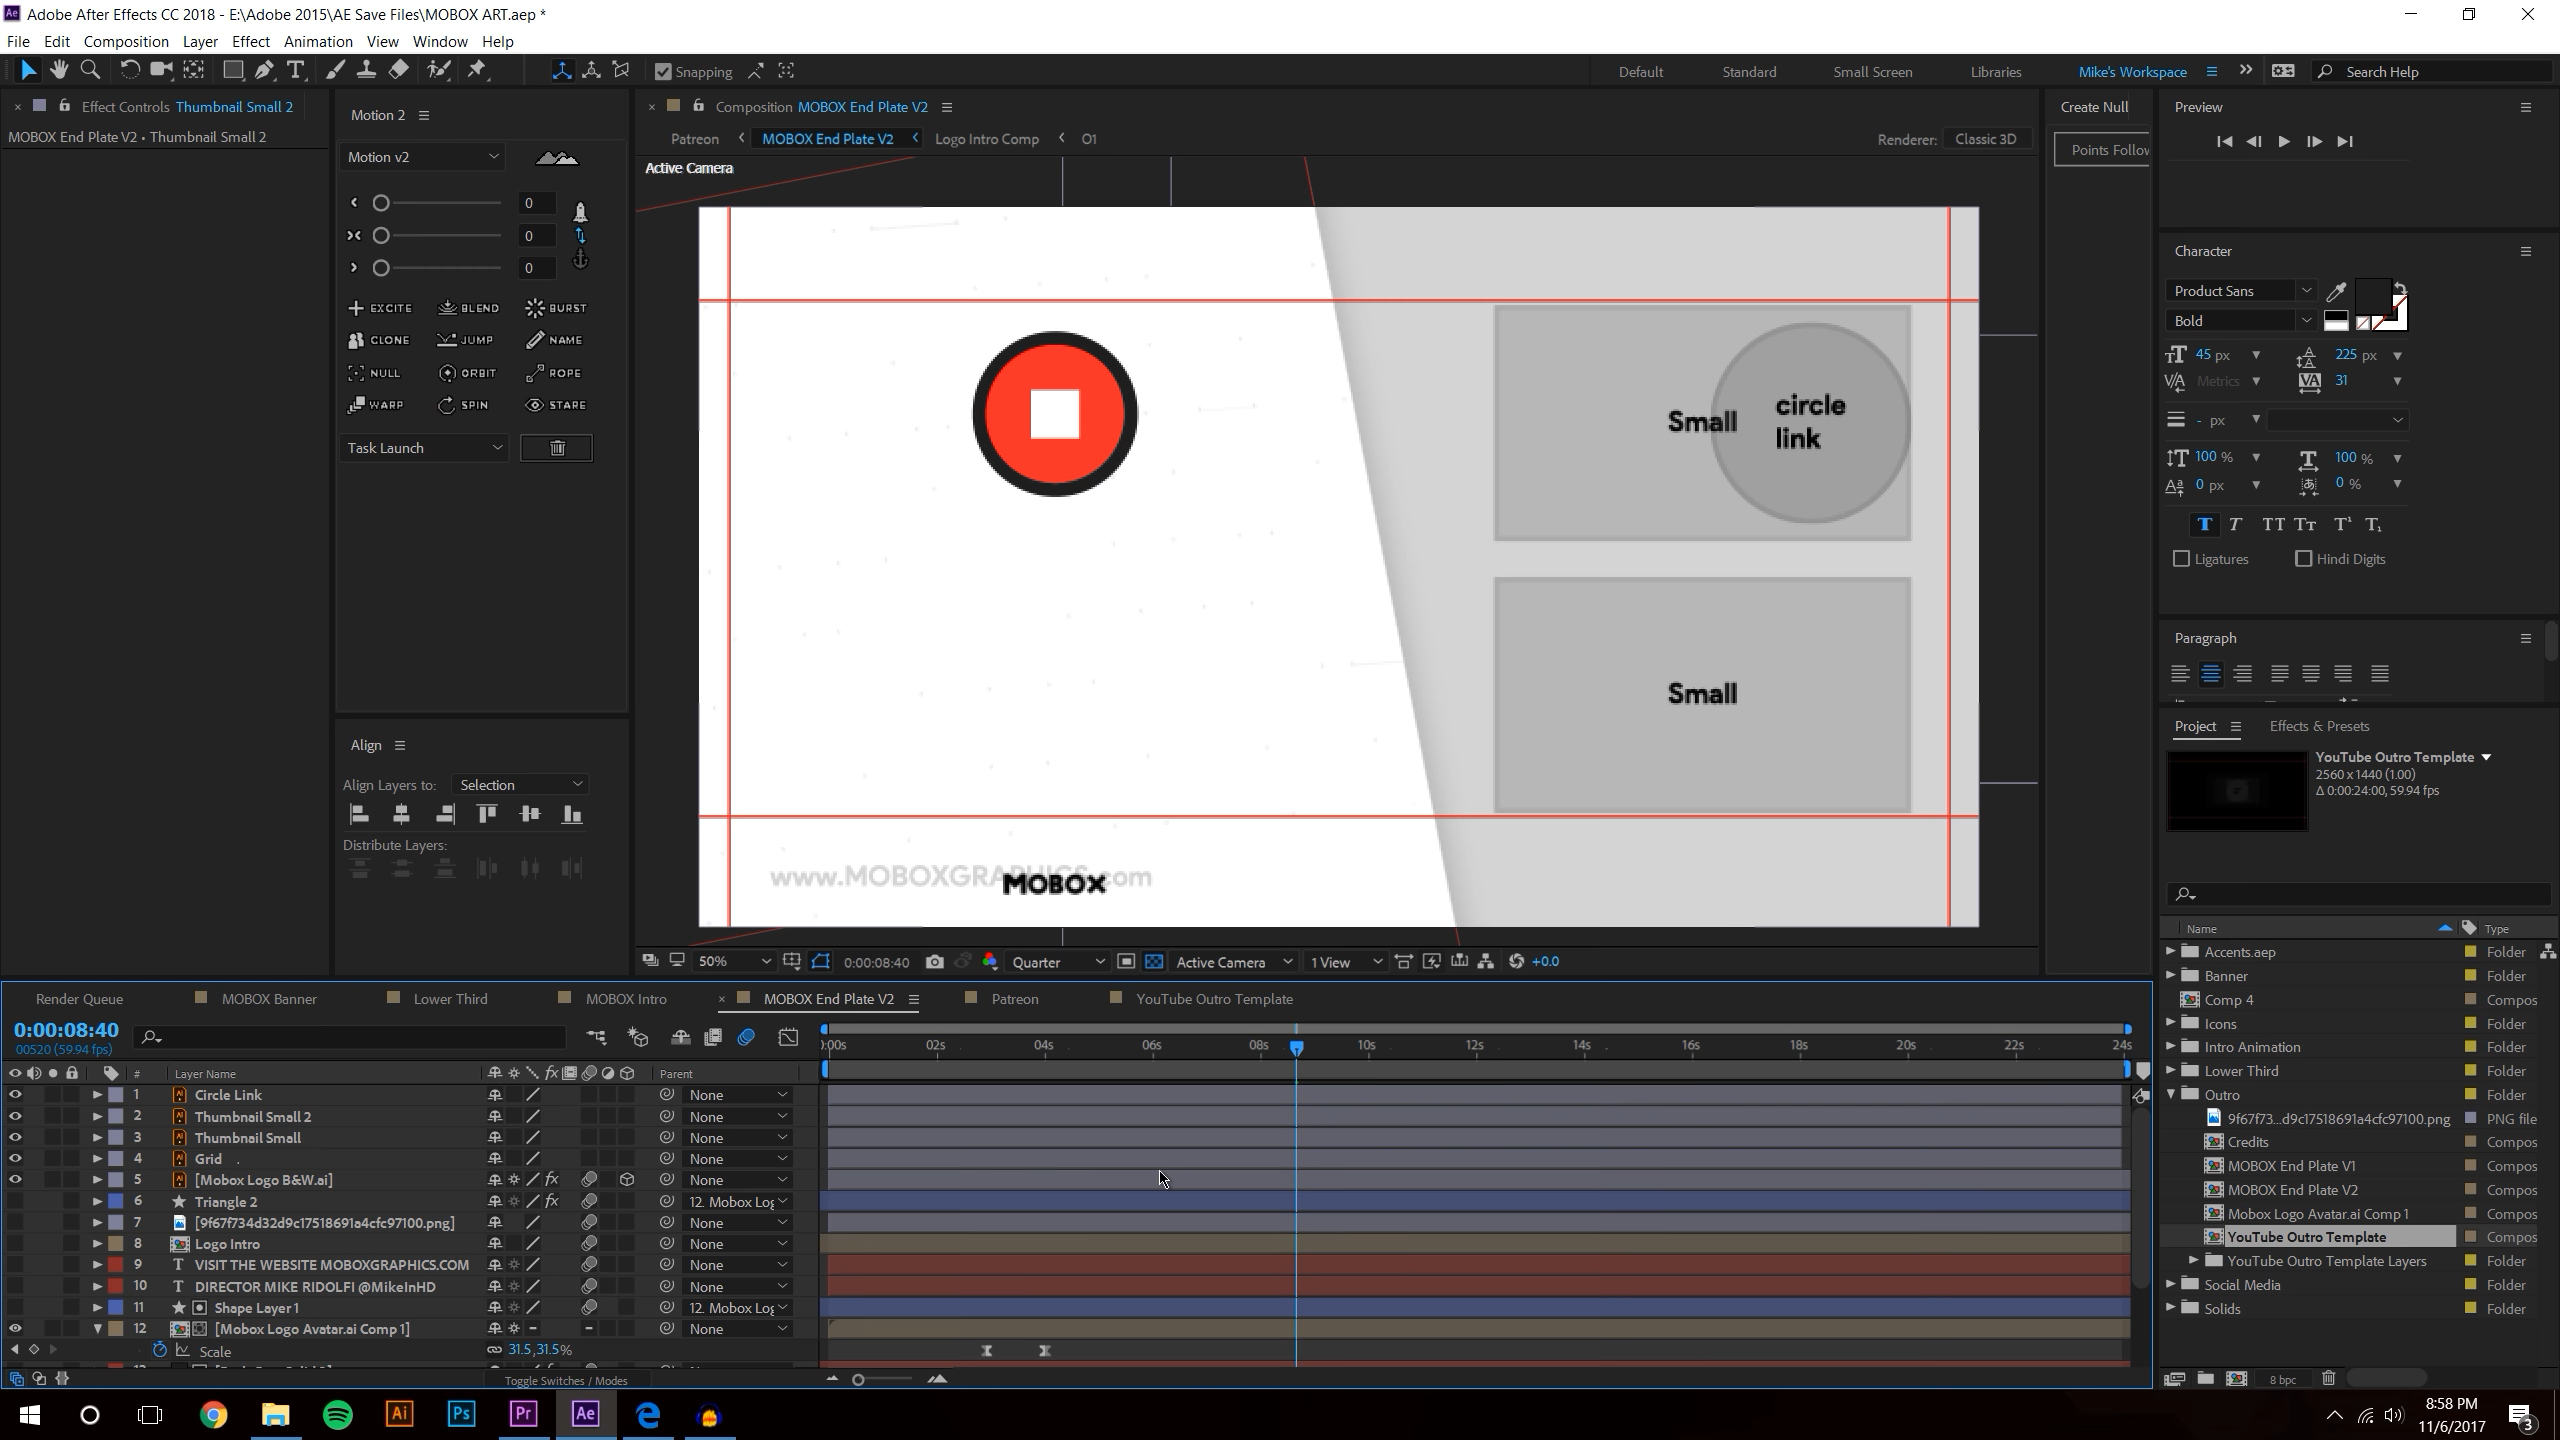 Adobe After Effects CC 2018 - E:\Adobe 2015\AE Save Files\MOBOX ART.aep *
File Edit Composition Layer Effect Animation View Window Help
Snapping
Default Standard Small Screen Libraries Mike's Workspace Search Help
Effect Controls Thumbnail Small 2
MOBOX End Plate V2 • Thumbnail Small 2
Motion 2
Motion v2
0
0
0
EXCITE BLEND BURST
CLONE JUMP NAME
NULL ORBIT ROPE
WARP SPIN STARE
Task Launch
Align
Align Layers to: Selection
Distribute Layers:
Composition MOBOX End Plate V2
Patreon MOBOX End Plate V2 Logo Intro Comp O1
Renderer: Classic 3D
Active Camera
Small
circle
link
Small
www.MOBOXGRAPHICS.com
MOBOX
50% 0:00:08:40 Quarter Active Camera 1 View +0.0
Create Null
Points Follow
Preview
Character
Product Sans
Bold
45 px 225 px
Metrics 31
- px
100 % 100 %
0 px 0 %
T T TT Tт T¹ T₁
Ligatures Hindi Digits
Paragraph
Project Effects & Presets
YouTube Outro Template
2560 x 1440 (1.00)
Δ 0:00:24:00, 59.94 fps
Name Type
Accents.aep Folder
Banner Folder
Comp 4 Compos
Icons Folder
Intro Animation Folder
Lower Third Folder
Outro Folder
9f67f73...d9c17518691a4cfc97100.png PNG file
Credits Compos
MOBOX End Plate V1 Compos
MOBOX End Plate V2 Compos
Mobox Logo Avatar.ai Comp 1 Compos
YouTube Outro Template Compos
YouTube Outro Template Layers Folder
Social Media Folder
Solids Folder
8 bpc
Render Queue MOBOX Banner Lower Third MOBOX Intro MOBOX End Plate V2 Patreon YouTube Outro Template
0:00:08:40
00520 (59.94 fps)
:00s 02s 04s 06s 08s 10s 12s 14s 16s 18s 20s 22s 24s
# Layer Name Parent
1 Circle Link None
2 Thumbnail Small 2 None
3 Thumbnail Small None
4 Grid None
5 [Mobox Logo B&W.ai] None
6 Triangle 2 12. Mobox Log
7 [9f67f734d32d9c17518691a4cfc97100.png] None
8 Logo Intro None
9 VISIT THE WEBSITE MOBOXGRAPHICS.COM None
10 DIRECTOR MIKE RIDOLFI @MikeInHD None
11 Shape Layer 1 12. Mobox Log
12 [Mobox Logo Avatar.ai Comp 1] None
Scale 31.5,31.5%
Toggle Switches / Modes
Ai Ps Pr Ae
8:58 PM
11/6/2017
3